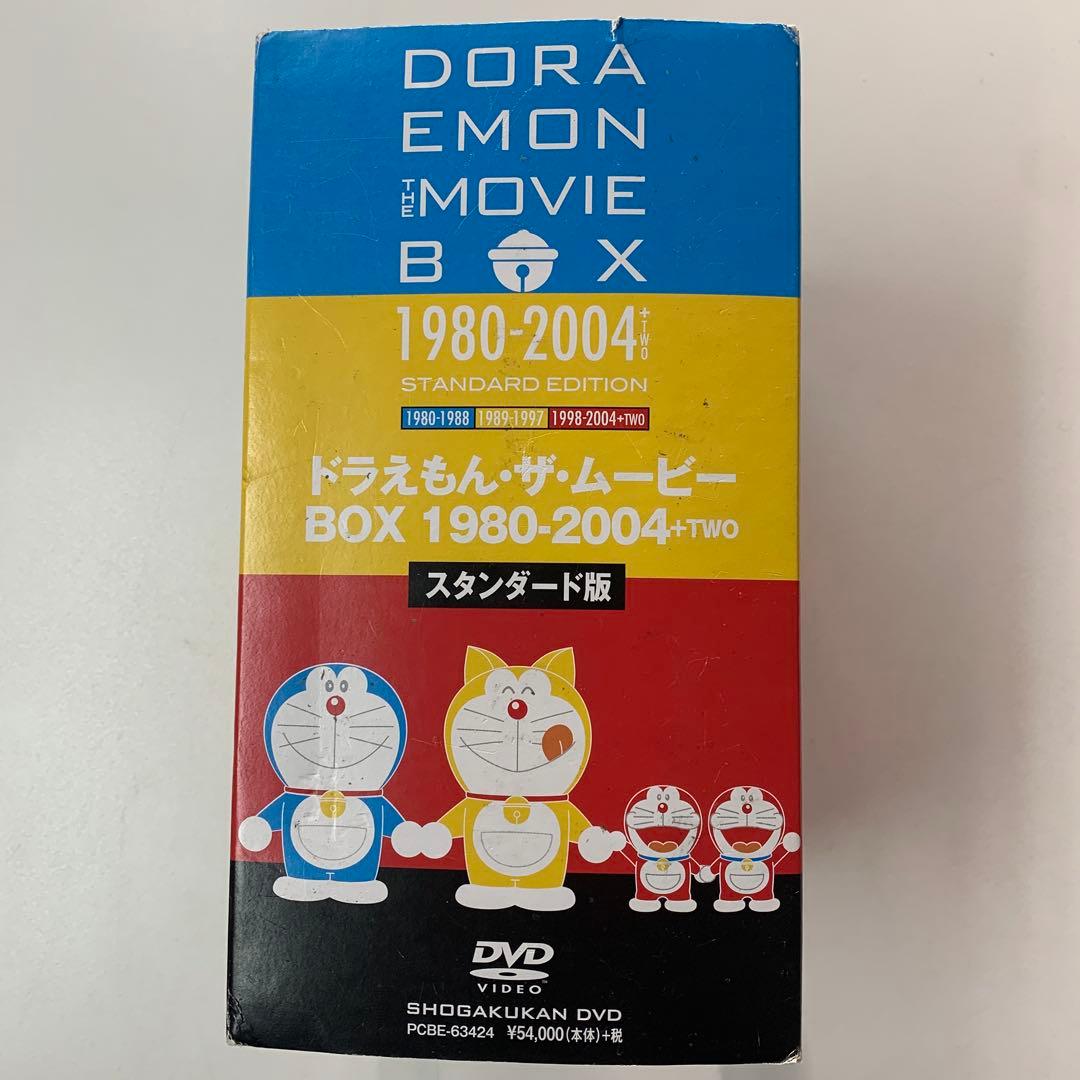 DORA
EMON
THE MOVIE
BOX
1980-2004+TWO
STANDARD EDITION
1980-1988 1989-1997 1998-2004+TWO
ドラえもん・ザ・ムービー
BOX 1980-2004+TWO
スタンダード版
DVD
VIDEO™
SHOGAKUKAN DVD
PCBE-63424 ¥54,000(本体)+税